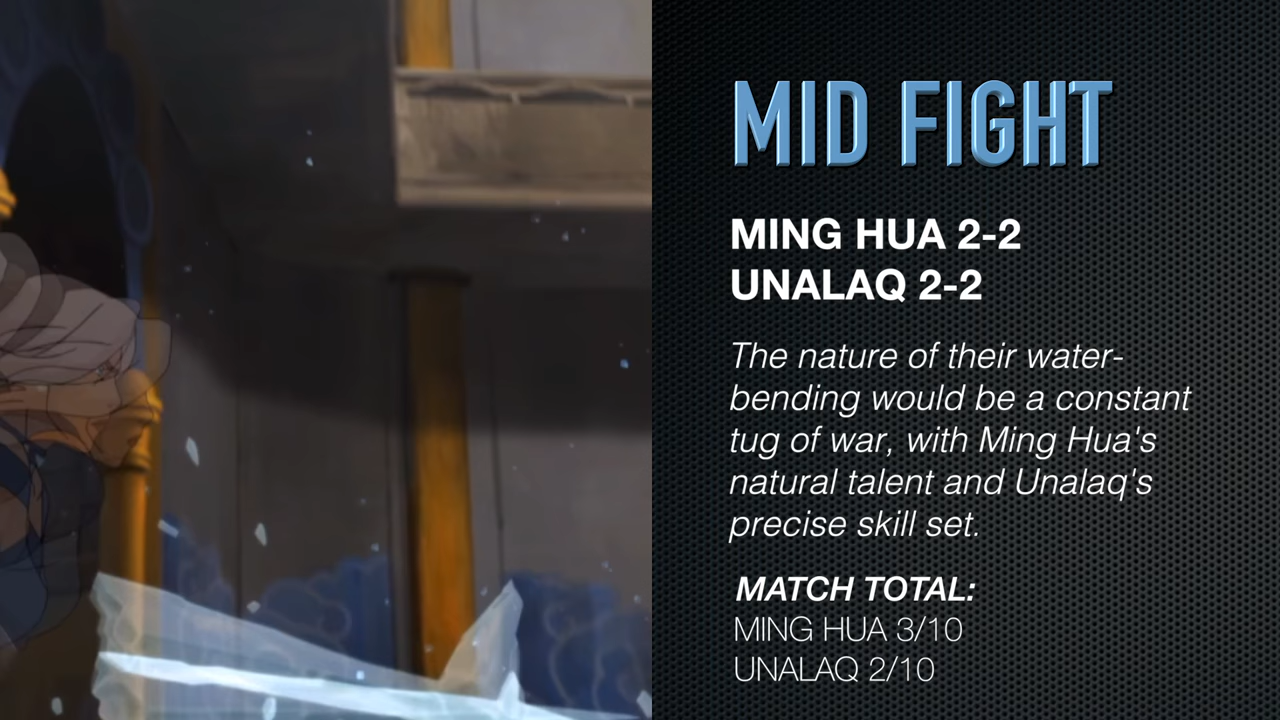 MID FIGHT
MING HUA 2-2
UNALAQ 2-2
The nature of their water-
bending would be a constant
tug of war, with Ming Hua's
natural talent and Unalaq's
precise skill set.
MATCH TOTAL:
MING HUA 3/10
UNALAQ 2/10